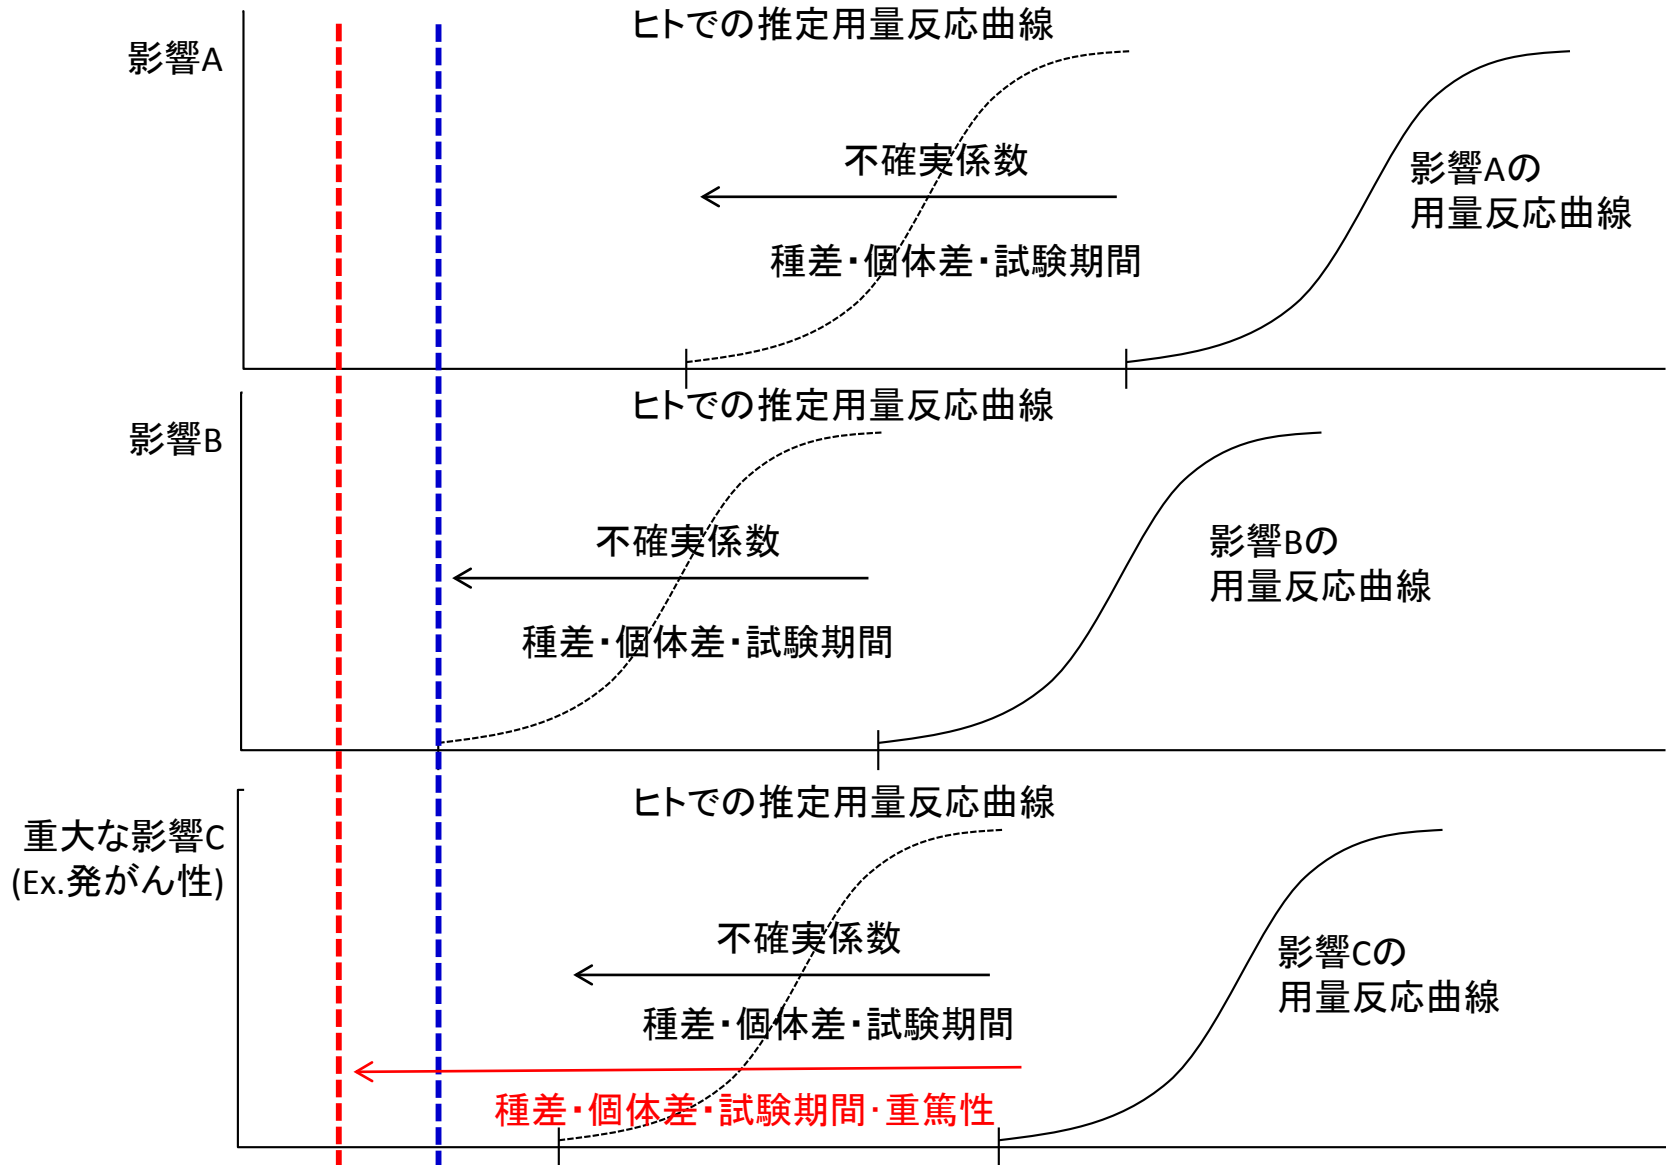 ヒトでの推定用量反応曲線
影響A
不確実係数
影響Aの
用量反応曲線
種差・個体差・試験期間
ヒトでの推定用量反応曲線
影響B
不確実係数
影響Bの
用量反応曲線
種差・個体差・試験期間
ヒトでの推定用量反応曲線
重大な影響C
(Ex.発がん性)
不確実係数
影響Cの
用量反応曲線
種差・個体差・試験期間
種差・個体差・試験期間・重篤性